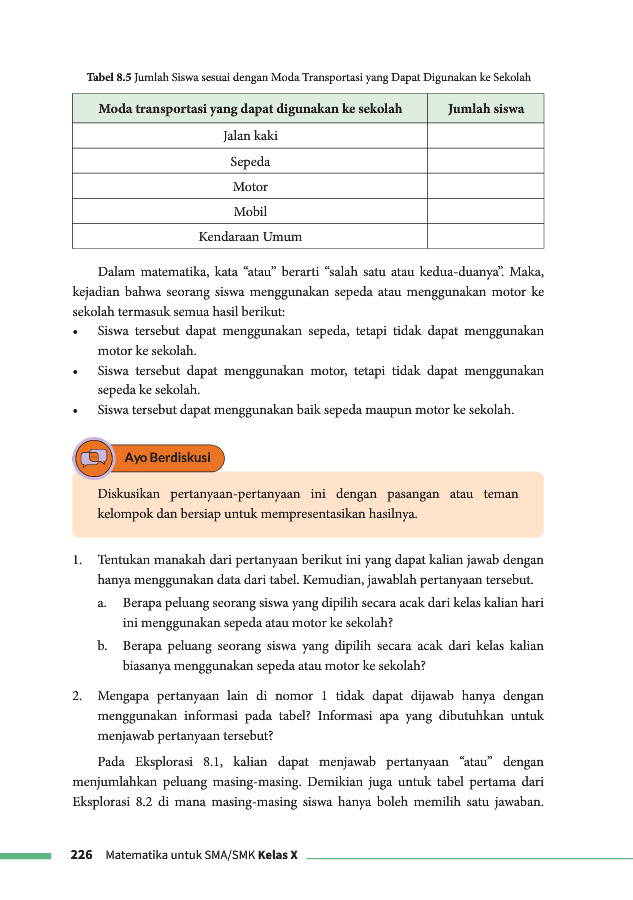 Tabel 8.5 Jumlah Siswa sesuai dengan Moda Transportasi yang Dapat Digunakan ke Sekolah
Moda transportasi yang dapat digunakan ke sekolah Jumlah siswa
Jalan kaki
Sepeda
Motor
Mobil
Kendaraan Umum
Dalam matematika, kata “atau” berarti “salah satu atau kedua-duanya”. Maka,
kejadian bahwa seorang siswa menggunakan sepeda atau menggunakan motor ke
sekolah termasuk semua hasil berikut:
• Siswa tersebut dapat menggunakan sepeda, tetapi tidak dapat menggunakan
motor ke sekolah.
• Siswa tersebut dapat menggunakan motor, tetapi tidak dapat menggunakan
sepeda ke sekolah.
• Siswa tersebut dapat menggunakan baik sepeda maupun motor ke sekolah.
Ayo Berdiskusi
Diskusikan pertanyaan-pertanyaan ini dengan pasangan atau teman
kelompok dan bersiap untuk mempresentasikan hasilnya.
1. Tentukan manakah dari pertanyaan berikut ini yang dapat kalian jawab dengan
hanya menggunakan data dari tabel. Kemudian, jawablah pertanyaan tersebut.
a. Berapa peluang seorang siswa yang dipilih secara acak dari kelas kalian hari
ini menggunakan sepeda atau motor ke sekolah?
b. Berapa peluang seorang siswa yang dipilih secara acak dari kelas kalian
biasanya menggunakan sepeda atau motor ke sekolah?
2. Mengapa pertanyaan lain di nomor 1 tidak dapat dijawab hanya dengan
menggunakan informasi pada tabel? Informasi apa yang dibutuhkan untuk
menjawab pertanyaan tersebut?
Pada Eksplorasi 8.1, kalian dapat menjawab pertanyaan “atau” dengan
menjumlahkan peluang masing-masing. Demikian juga untuk tabel pertama dari
Eksplorasi 8.2 di mana masing-masing siswa hanya boleh memilih satu jawaban.
226 Matematika untuk SMA/SMK Kelas X